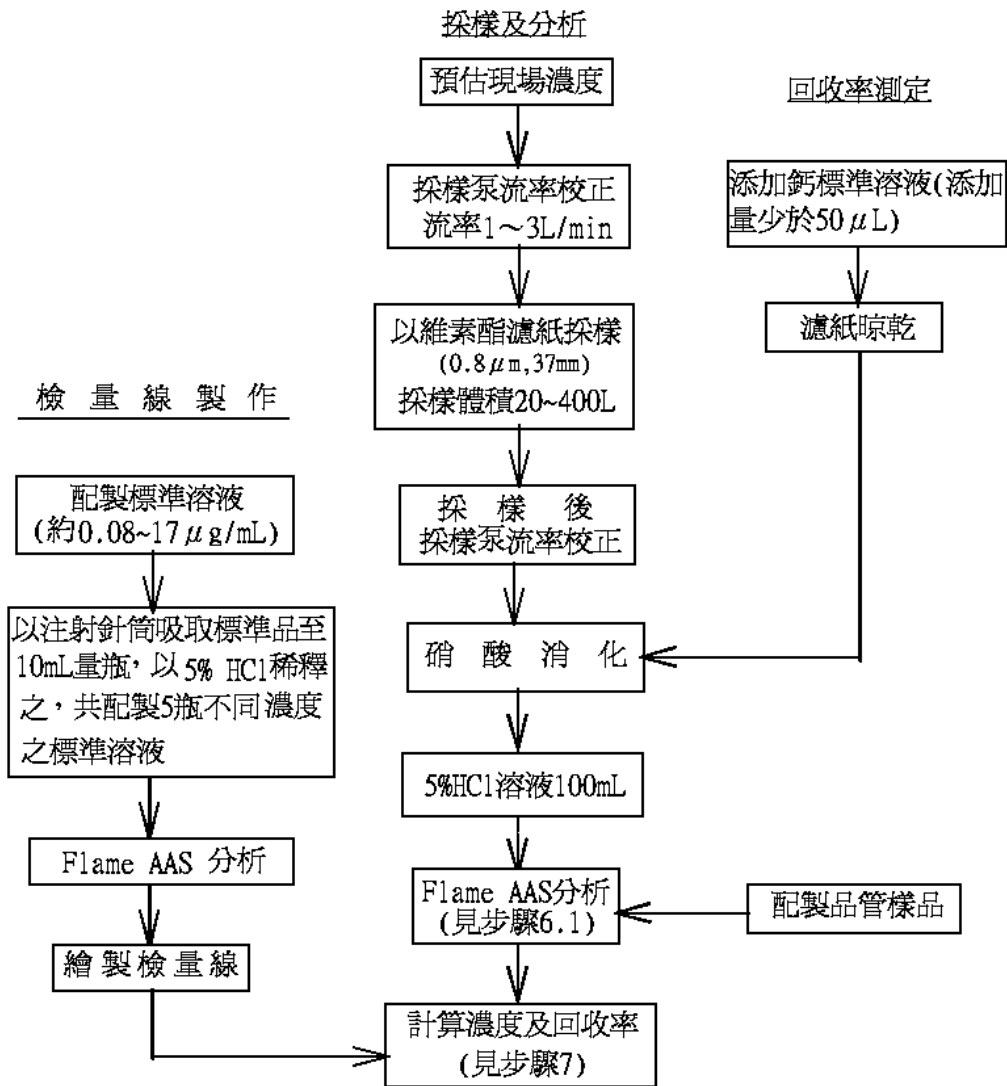 採樣及分析
預估現場濃度
採樣泵流率校正
流率1～3L/min
以維素酯濾紙採樣
(0.8μm,37mm)
採樣體積20~400L
採 樣 後
採樣泵流率校正
硝 酸 消 化
5%HCl溶液100mL
Flame AAS分析
(見步驟6.1)
計算濃度及回收率
(見步驟7)
回收率測定
添加鈣標準溶液(添加
量少於50μL)
濾紙晾乾
配製品管樣品
檢 量 線 製 作
配製標準溶液
(約0.08~17μg/mL)
以注射針筒吸取標準品至
10mL量瓶，以5% HCl稀釋
之，共配製5瓶不同濃度
之標準溶液
Flame AAS 分析
繪製檢量線